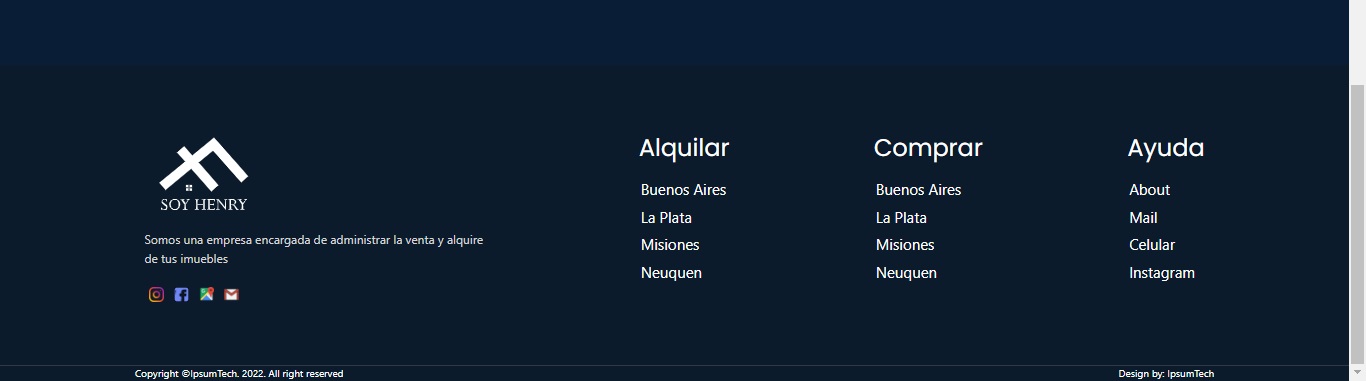 SOY HENRY
Somos una empresa encargada de administrar la venta y alquire
de tus imuebles
Alquilar
Buenos Aires
La Plata
Misiones
Neuquen
Comprar
Buenos Aires
La Plata
Misiones
Neuquen
Ayuda
About
Mail
Celular
Instagram
Copyright ©IpsumTech. 2022. All right reserved
Design by: IpsumTech